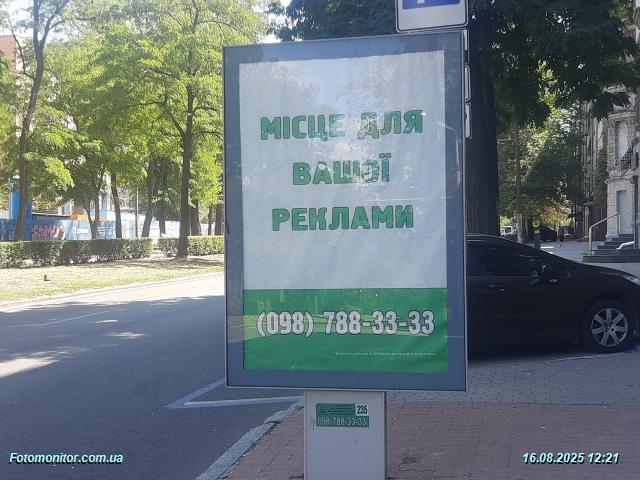 МІСЦЕ ДЛЯ
ВАШОЇ
РЕКЛАМИ
(098) 788-33-33
235
098-788-33-33
Fotomonitor.com.ua
16.08.2025 12:21